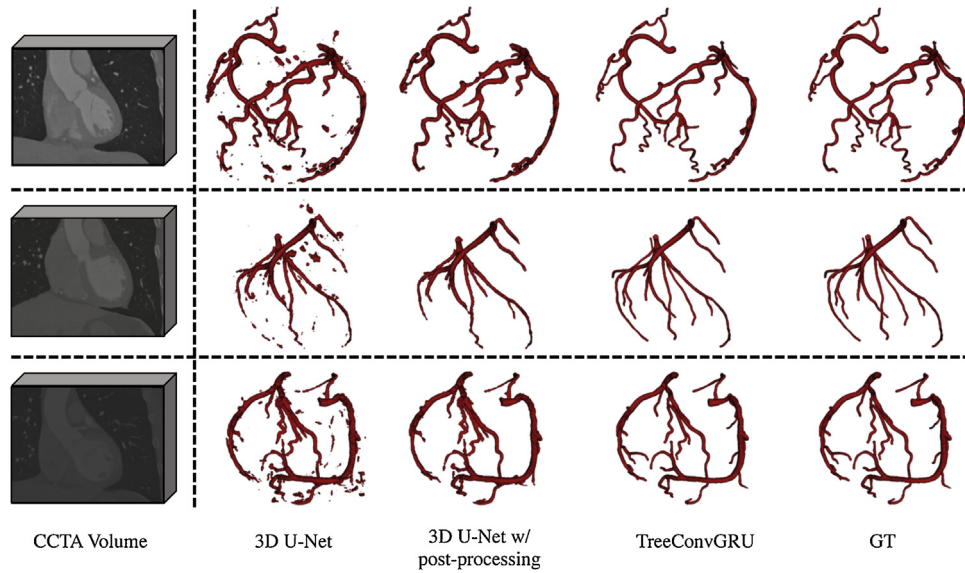 CCTA Volume
3D U-Net
3D U-Net w/
post-processing
TreeConvGRU
GT